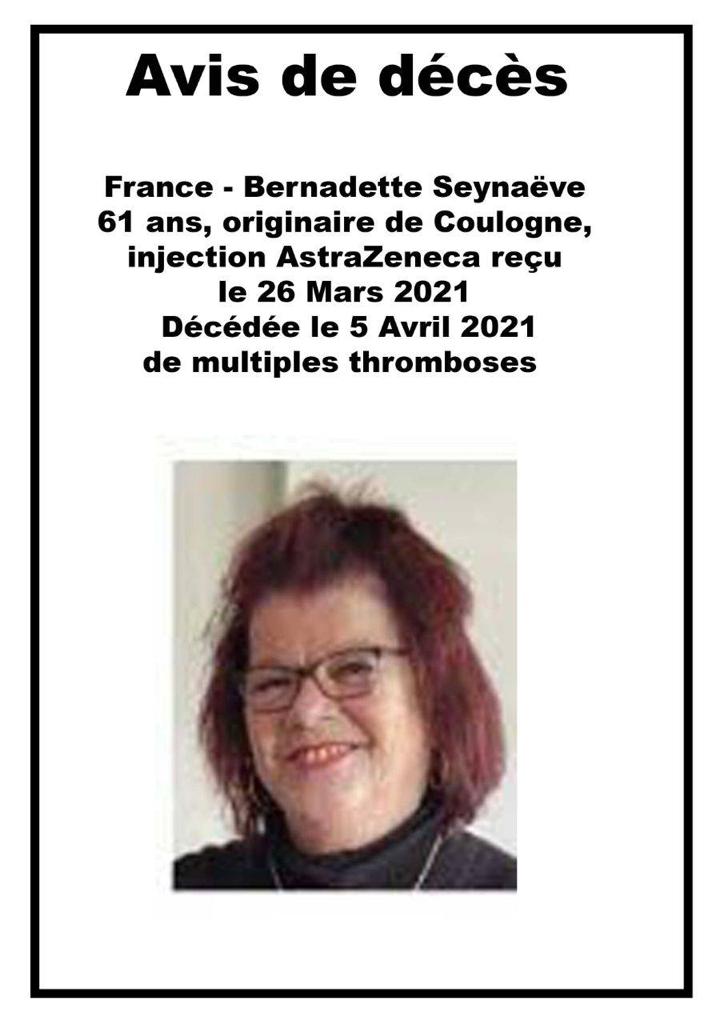 Avis de décès
France - Bernadette Seynaëve
61 ans, originaire de Coulogne,
injection AstraZeneca reçu
le 26 Mars 2021
Décédée le 5 Avril 2021
de multiples thromboses